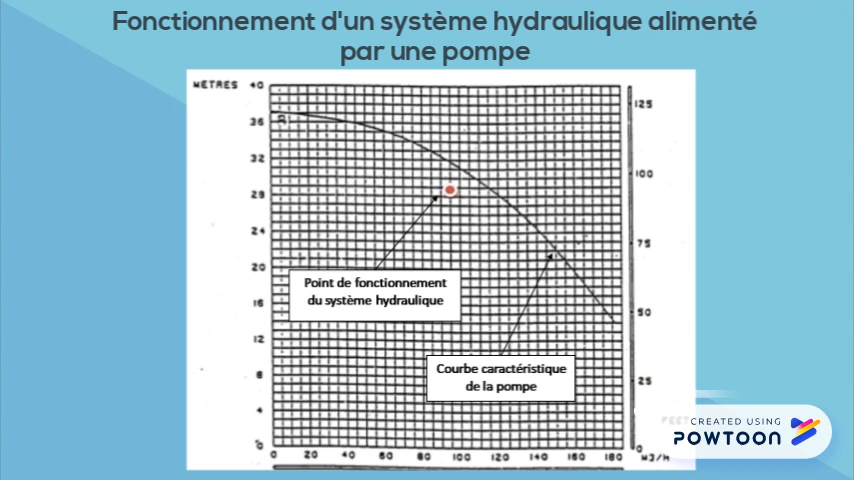 Fonctionnement d'un système hydraulique alimenté
par une pompe
METRES 40
36
32
28
24
20
16
12
8
4
0
125
100
75
50
25
0
Point de fonctionnement
du système hydraulique
Courbe caractéristique
de la pompe
0 20 40 60 80 100 120 140 160 180 M3/H
FEET
CREATED USING
POWTOON